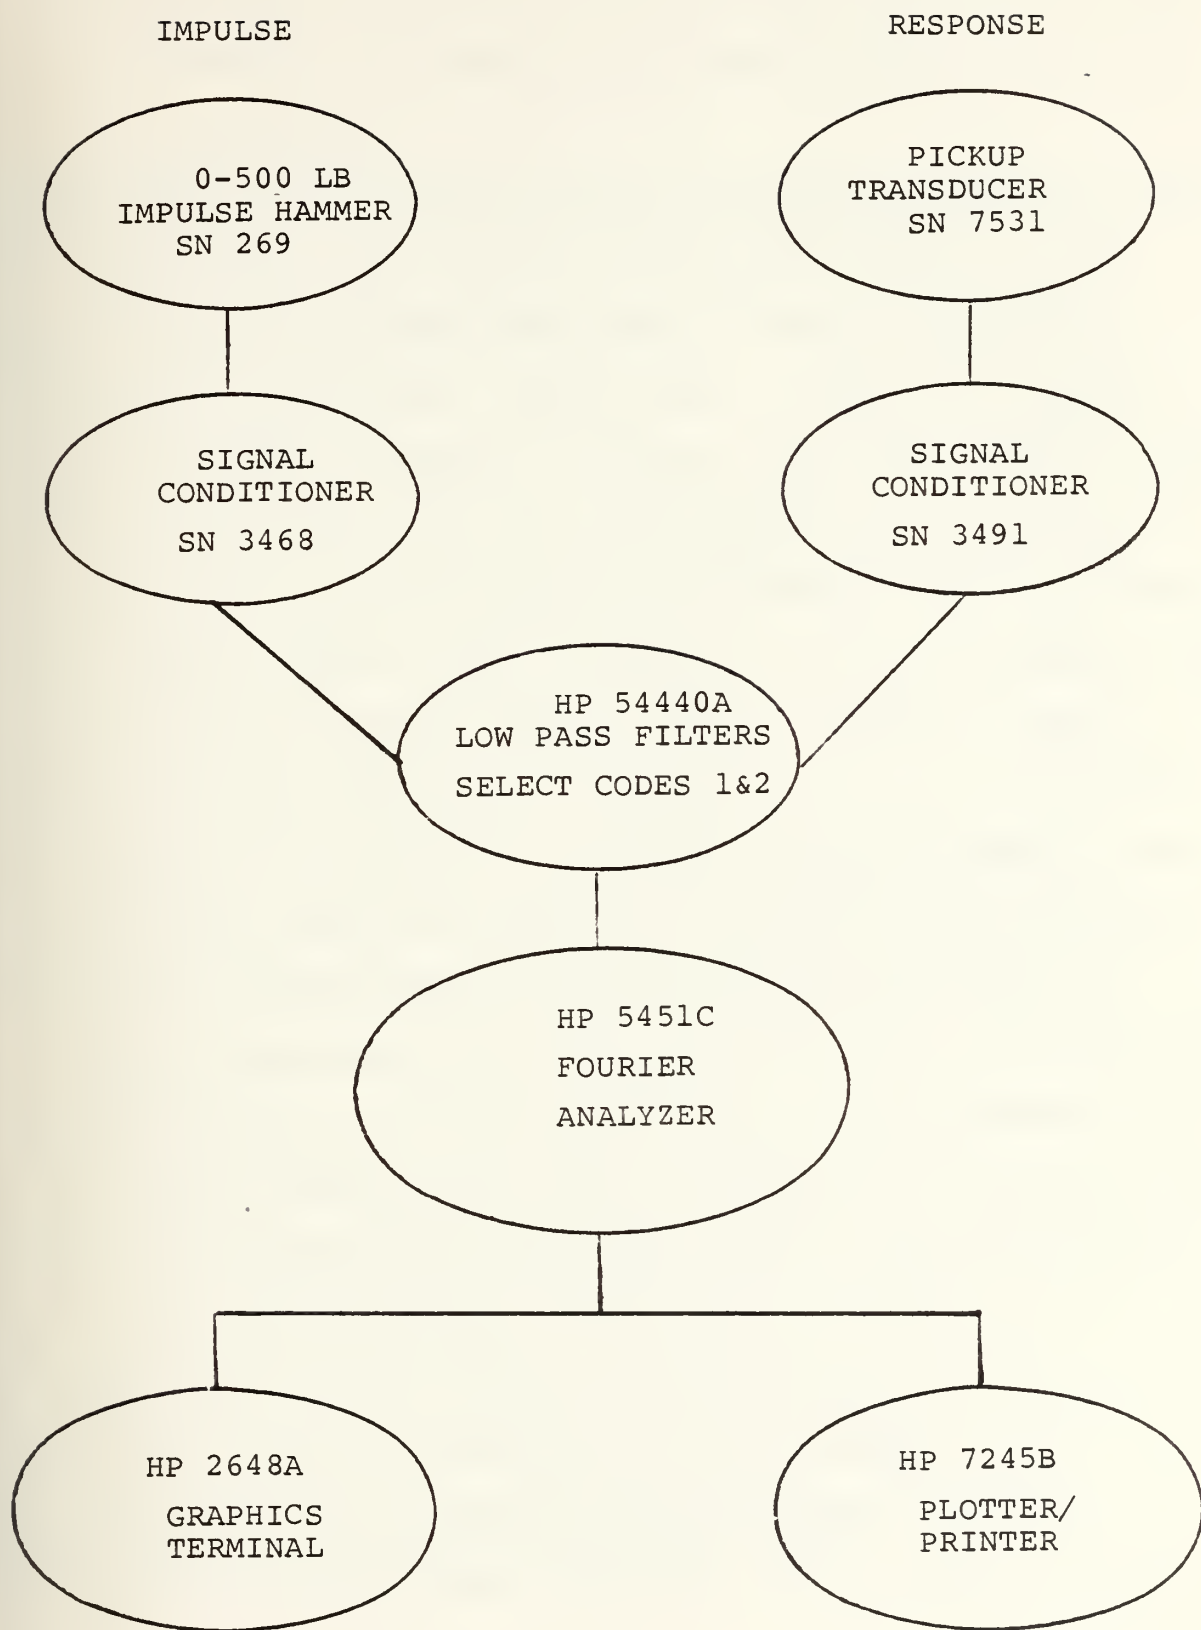 IMPULSE
RESPONSE
0-500 LB
IMPULSE HAMMER
SN 269
PICKUP
TRANSDUCER
SN 7531
SIGNAL
CONDITIONER
SN 3468
SIGNAL
CONDITIONER
SN 3491
HP 54440A
LOW PASS FILTERS
SELECT CODES 1&2
HP 5451C
FOURIER
ANALYZER
HP 2648A
GRAPHICS
TERMINAL
HP 7245B
PLOTTER/
PRINTER